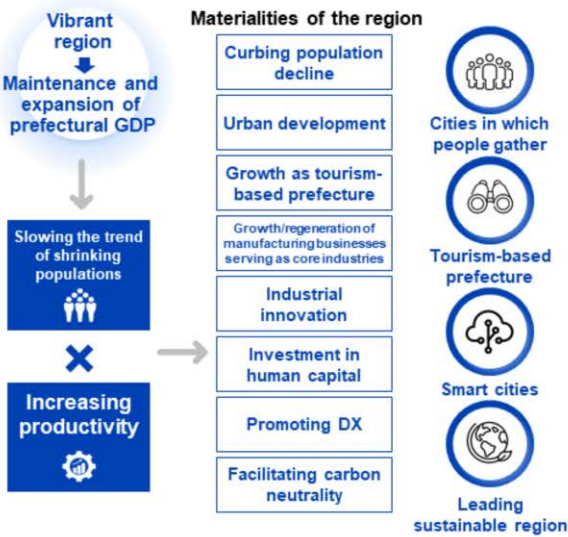 Vibrant
region
Maintenance and
expansion of
prefectural GDP
Slowing the trend
of shrinking
populations
Increasing
productivity
Materialities of the region
Curbing population
decline
Urban development
Growth as tourism-
based prefecture
Growth/regeneration of
manufacturing businesses
serving as core industries
Industrial
innovation
Investment in
human capital
Promoting DX
Facilitating carbon
neutrality
Cities in which
people gather
Tourism-based
prefecture
Smart cities
Leading
sustainable region